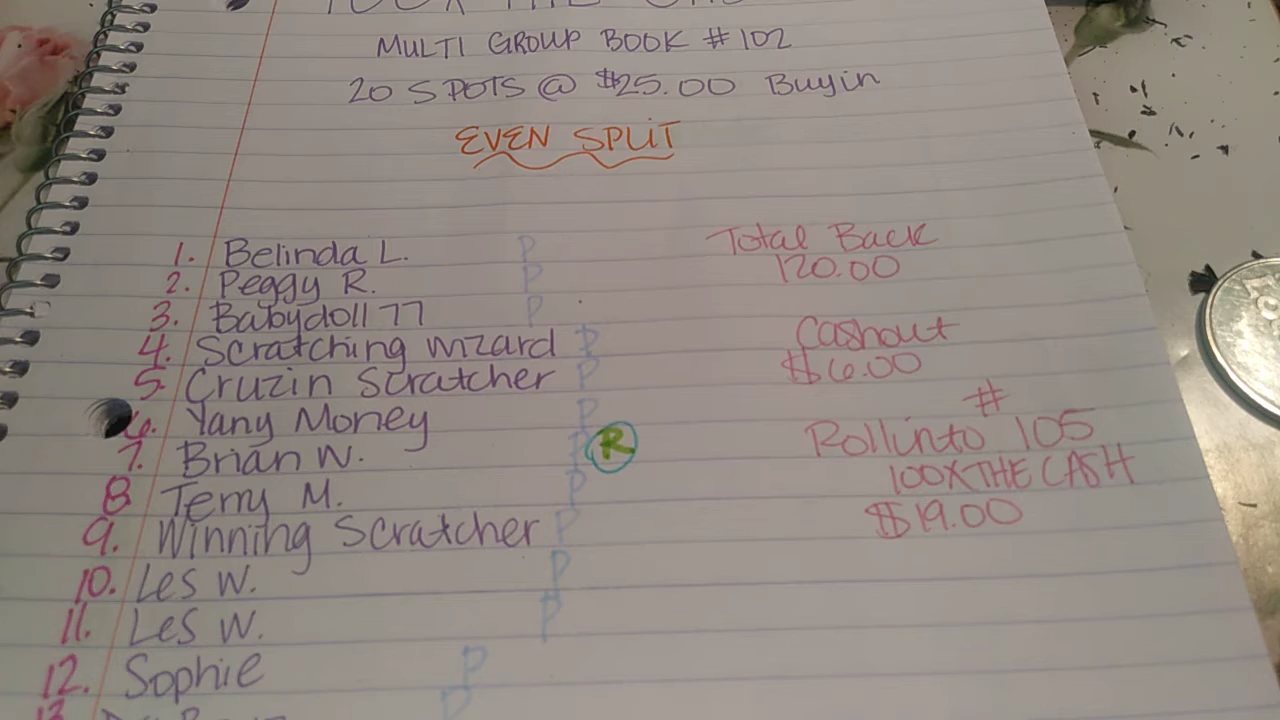 MULTI GROUP BOOK # 102
20 SPOTS @ $25.00 Buyin
EVEN SPLIT
1. Belinda L. P
2. Peggy R. P
3. Babydoll 77 P
4. Scratching wizard P
5. Cruzin Scratcher P
6. Yany Money P
7. Brian W. P R
8 Terry M. P
9. Winning Scratcher P
10. Les W. P
11. Les W. P
12. Sophie P
13. P
Total Back
120.00
Cashout
$6.00
#
Rollinto 105
100X THE CASH
$19.00